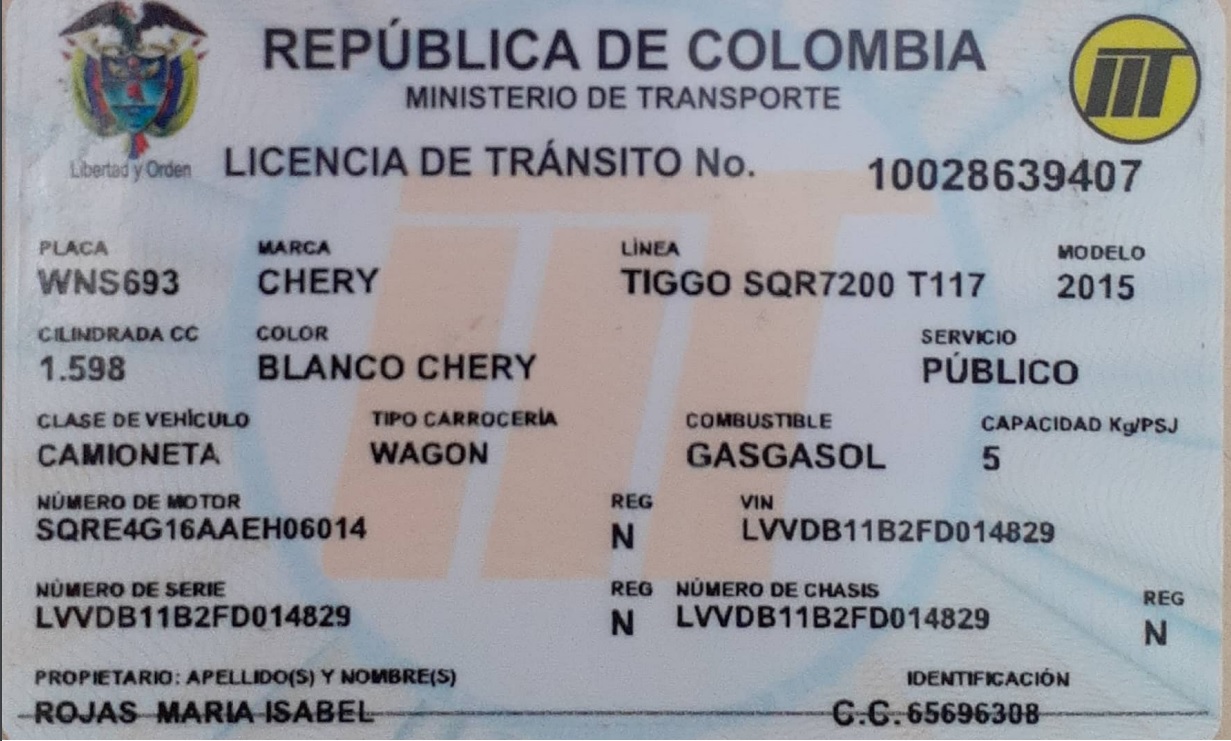 REPÚBLICA DE COLOMBIA
MINISTERIO DE TRANSPORTE
Libertad y Orden
LICENCIA DE TRÁNSITO No. 10028639407
PLACA MARCA LÍNEA MODELO
WNS693 CHERY TIGGO SQR7200 T117 2015
CILINDRADA CC COLOR SERVICIO
1.598 BLANCO CHERY PÚBLICO
CLASE DE VEHÍCULO TIPO CARROCERÍA COMBUSTIBLE CAPACIDAD Kg/PSJ
CAMIONETA WAGON GASGASOL 5
NÚMERO DE MOTOR REG VIN
SQRE4G16AAEH06014 N LVVDB11B2FD014829
NÚMERO DE SERIE REG NÚMERO DE CHASIS REG
LVVDB11B2FD014829 N LVVDB11B2FD014829 N
PROPIETARIO: APELLIDO(S) Y NOMBRE(S) IDENTIFICACIÓN
ROJAS MARIA ISABEL C.C. 65696308